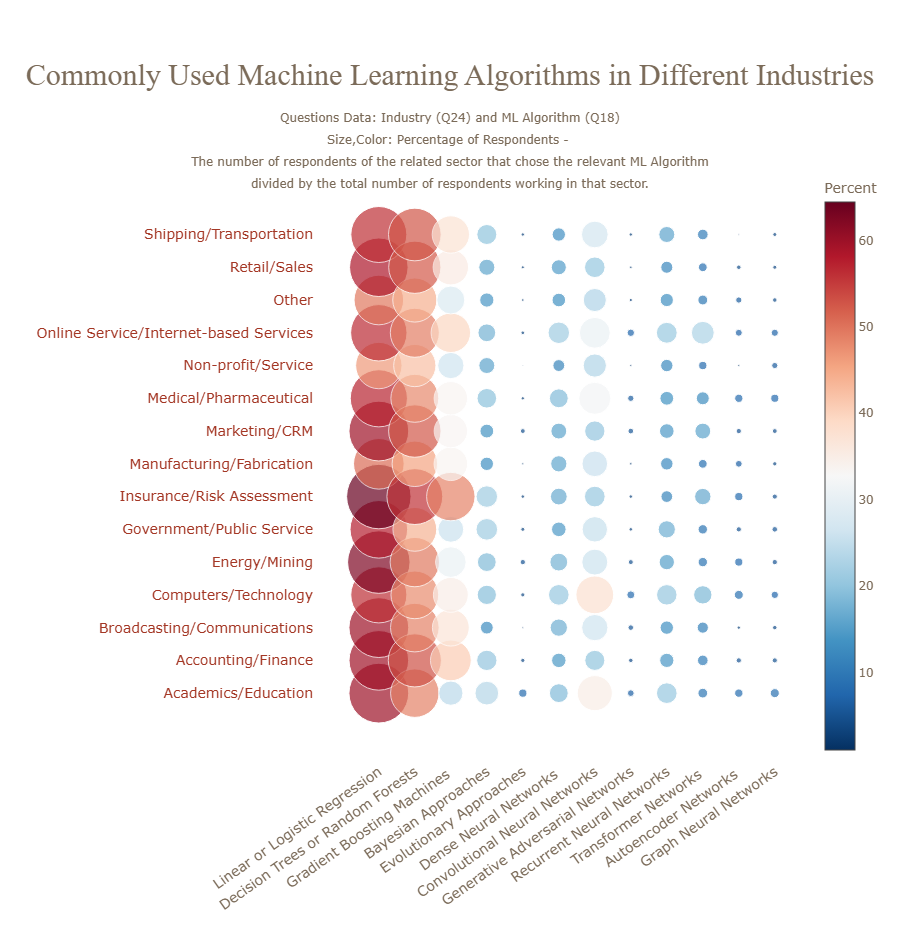 Commonly Used Machine Learning Algorithms in Different Industries
Questions Data: Industry (Q24) and ML Algorithm (Q18)
Size,Color: Percentage of Respondents -
The number of respondents of the related sector that chose the relevant ML Algorithm
divided by the total number of respondents working in that sector.
Percent
60
50
40
30
20
10
Shipping/Transportation
Retail/Sales
Other
Online Service/Internet-based Services
Non-profit/Service
Medical/Pharmaceutical
Marketing/CRM
Manufacturing/Fabrication
Insurance/Risk Assessment
Government/Public Service
Energy/Mining
Computers/Technology
Broadcasting/Communications
Accounting/Finance
Academics/Education
Linear or Logistic Regression
Decision Trees or Random Forests
Gradient Boosting Machines
Bayesian Approaches
Evolutionary Approaches
Dense Neural Networks
Convolutional Neural Networks
Generative Adversarial Networks
Recurrent Neural Networks
Transformer Networks
Autoencoder Networks
Graph Neural Networks